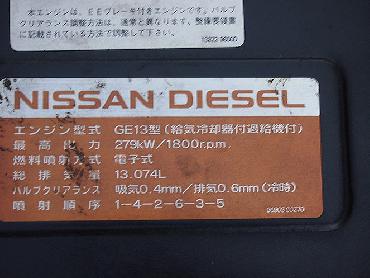 本エンジンは、EEブレーキ付きエンジンです。バルブ
クリアランス調整方法は、通常と異なります。整備要領書
に記載されている方法で調整して下さい。
NISSAN DIESEL
エンジン型式 GE13型(給気冷却器付過給機付)
最高出力 279kW/1800r.p.m.
燃料噴射方式 電子式
総排気量 13.074L
バルブクリアランス 吸気0.4mm/排気0.6mm(冷時)
噴射順序 1-4-2-6-3-5